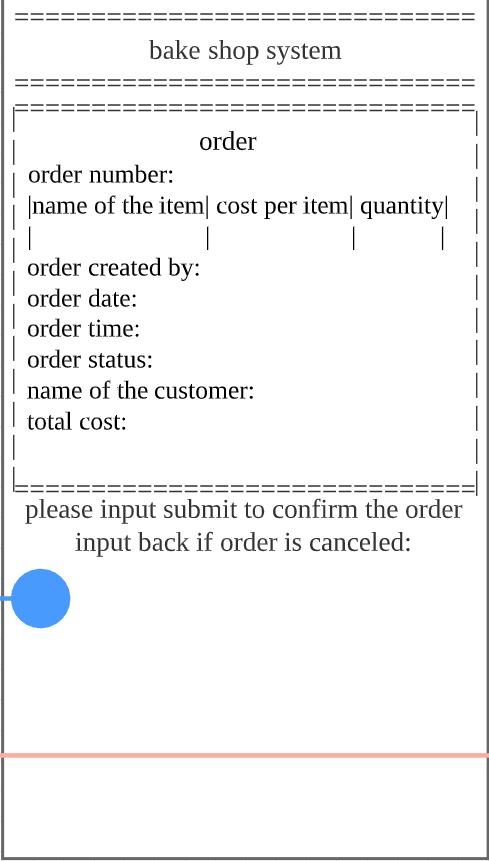 ===============================
bake shop system
===============================
===============================
order
order number:
|name of the item| cost per item| quantity|
| | | |
order created by:
order date:
order time:
order status:
name of the customer:
total cost:
===============================
please input submit to confirm the order
input back if order is canceled: